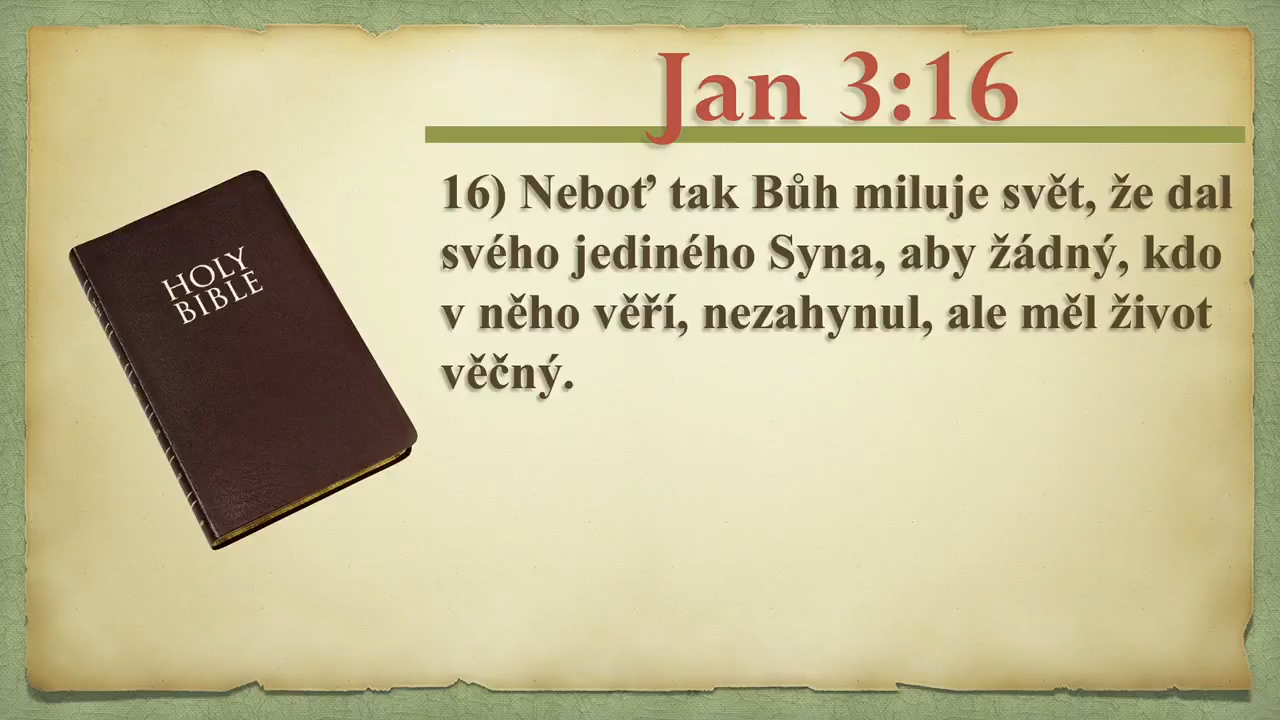 Jan 3:16
HOLY
BIBLE
16) Neboť tak Bůh miluje svět, že dal
svého jediného Syna, aby žádný, kdo
v něho věří, nezahynul, ale měl život
věčný.